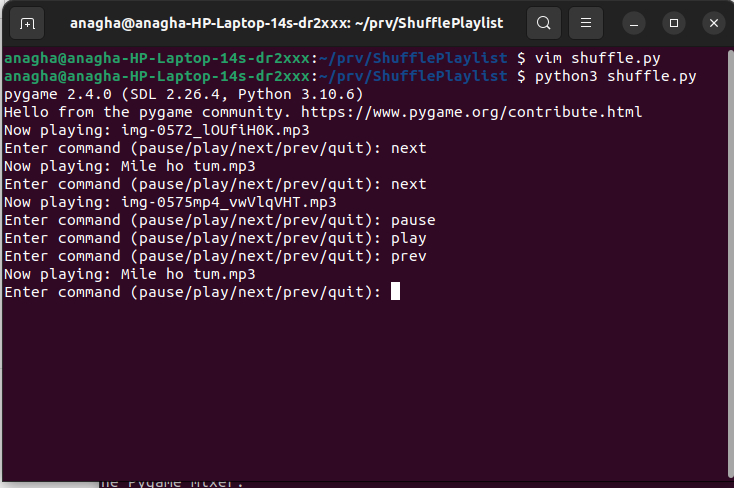 anagha@anagha-HP-Laptop-14s-dr2xxx: ~/prv/ShufflePlaylist
anagha@anagha-HP-Laptop-14s-dr2xxx:~/prv/ShufflePlaylist $ vim shuffle.py
anagha@anagha-HP-Laptop-14s-dr2xxx:~/prv/ShufflePlaylist $ python3 shuffle.py
pygame 2.4.0 (SDL 2.26.4, Python 3.10.6)
Hello from the pygame community. https://www.pygame.org/contribute.html
Now playing: img-0572_lOUfiH0K.mp3
Enter command (pause/play/next/prev/quit): next
Now playing: Mile ho tum.mp3
Enter command (pause/play/next/prev/quit): next
Now playing: img-0575mp4_vwVlqVHT.mp3
Enter command (pause/play/next/prev/quit): pause
Enter command (pause/play/next/prev/quit): play
Enter command (pause/play/next/prev/quit): prev
Now playing: Mile ho tum.mp3
Enter command (pause/play/next/prev/quit):